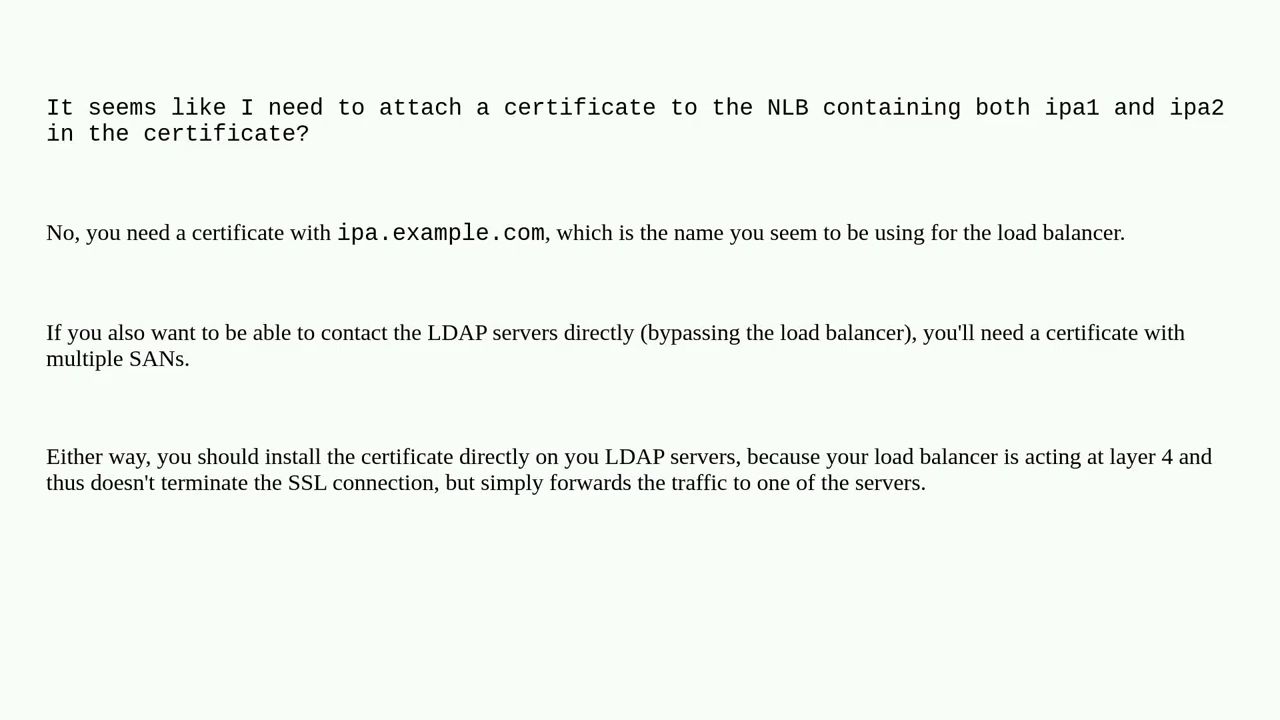 It seems like I need to attach a certificate to the NLB containing both ipa1 and ipa2
in the certificate?
No, you need a certificate with ipa.example.com, which is the name you seem to be using for the load balancer.
If you also want to be able to contact the LDAP servers directly (bypassing the load balancer), you'll need a certificate with
multiple SANs.
Either way, you should install the certificate directly on you LDAP servers, because your load balancer is acting at layer 4 and
thus doesn't terminate the SSL connection, but simply forwards the traffic to one of the servers.